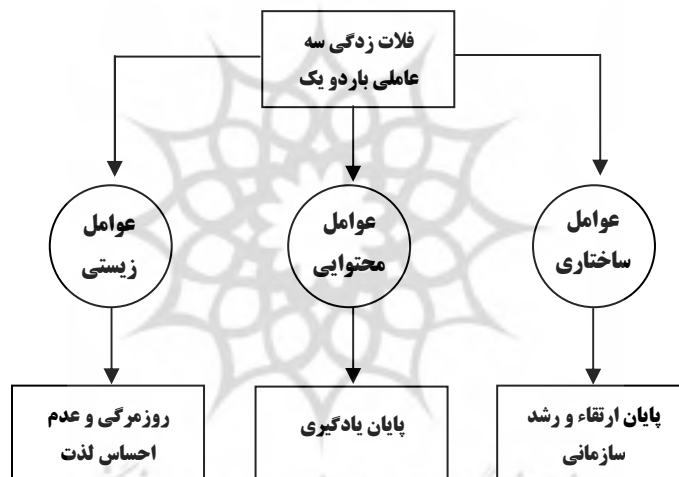 فلات زدگی سه
عاملی باردو یک
عوامل
ساختاری
عوامل
محتوایی
عوامل
زیستی
پایان ارتقاء و رشد
سازمانی
پایان یادگیری
روزمرگی و عدم
احساس لذت